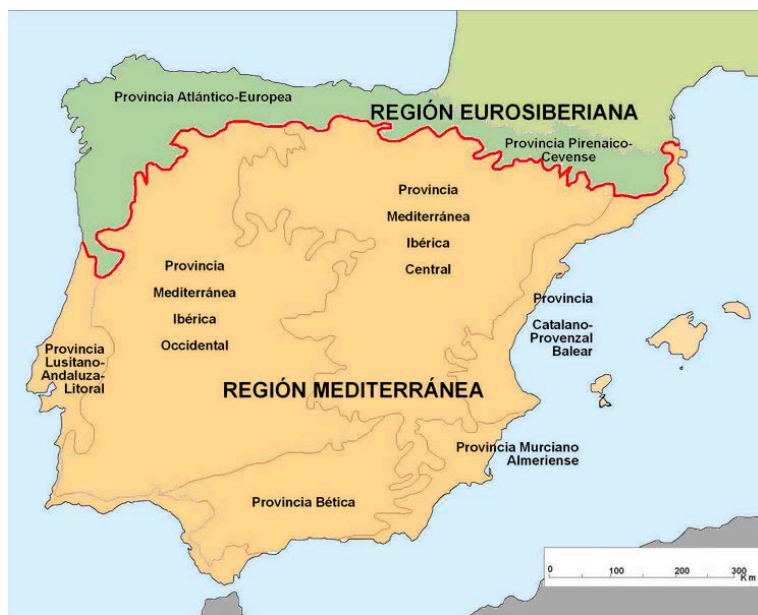 Provincia Atlántico-Europea
REGIÓN EUROSIBERIANA
Provincia Pirenaico-
Cevense
Provincia
Mediterránea
Ibérica
Central
Provincia
Mediterránea
Ibérica
Occidental
Provincia
Catalano-
Provenzal
Balear
Provincia
Lusitano-
Andaluza-
Litoral
REGIÓN MEDITERRÁNEA
Provincia Murciano
Almeriense
Provincia Bética
0 100 200 300
Km